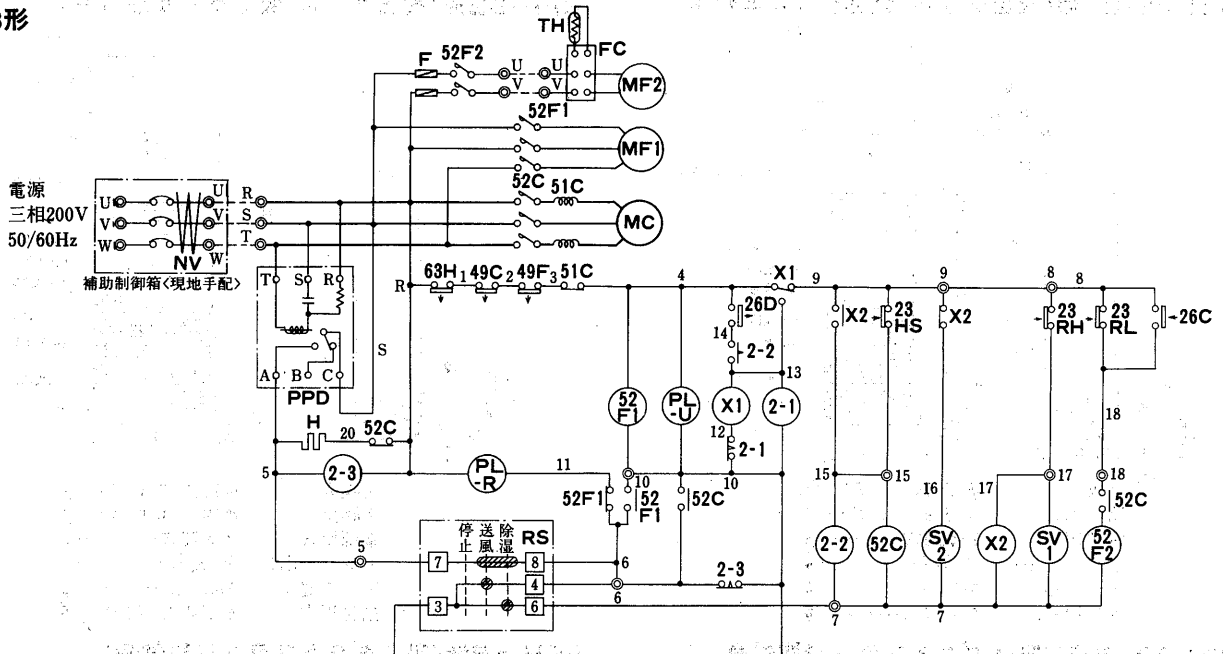 形
TH
FC
F
52F2
U
U
V
V
MF2
52F1
MF1
52C
51C
MC
電源
三相200V
50/60Hz
U
V
W
NV
U
V
W
R
S
T
補助制御箱<現地手配>
T
S
R
A
B
C
PPD
S
R
63H
1
49C
2
49F
3
51C
4
X1
9
9
8
8
26D
14
2-2
13
X2
23
HS
X2
23
RH
23
RL
26C
52
F1
PL
-U
X1
2-1
12
2-1
18
H
20
52C
5
2-3
PL
-R
11
10
10
15
15
16
17
17
18
52F1
52
F1
52C
52C
停止
送風
除湿
RS
5
7
8
6
4
6
3
6
2-3
2-2
52C
SV
2
X2
SV
1
52
F2
7
7